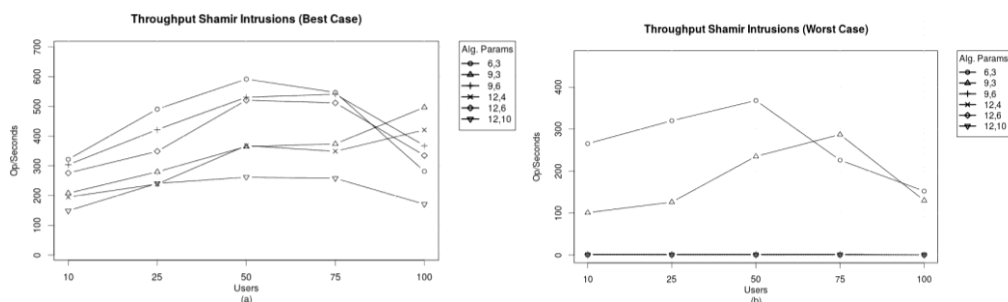 Throughput Shamir Intrusions (Best Case)
Op/Seconds
700
600
500
400
300
200
100
0
10 25 50 75 100
Users
(a)
Alg. Params
6,3
9,3
9,6
12,4
12,6
12,10
Throughput Shamir Intrusions (Worst Case)
Op/Seconds
400
300
200
100
0
10 25 50 75 100
Users
(b)
Alg. Params
6,3
9,3
9,6
12,4
12,6
12,10